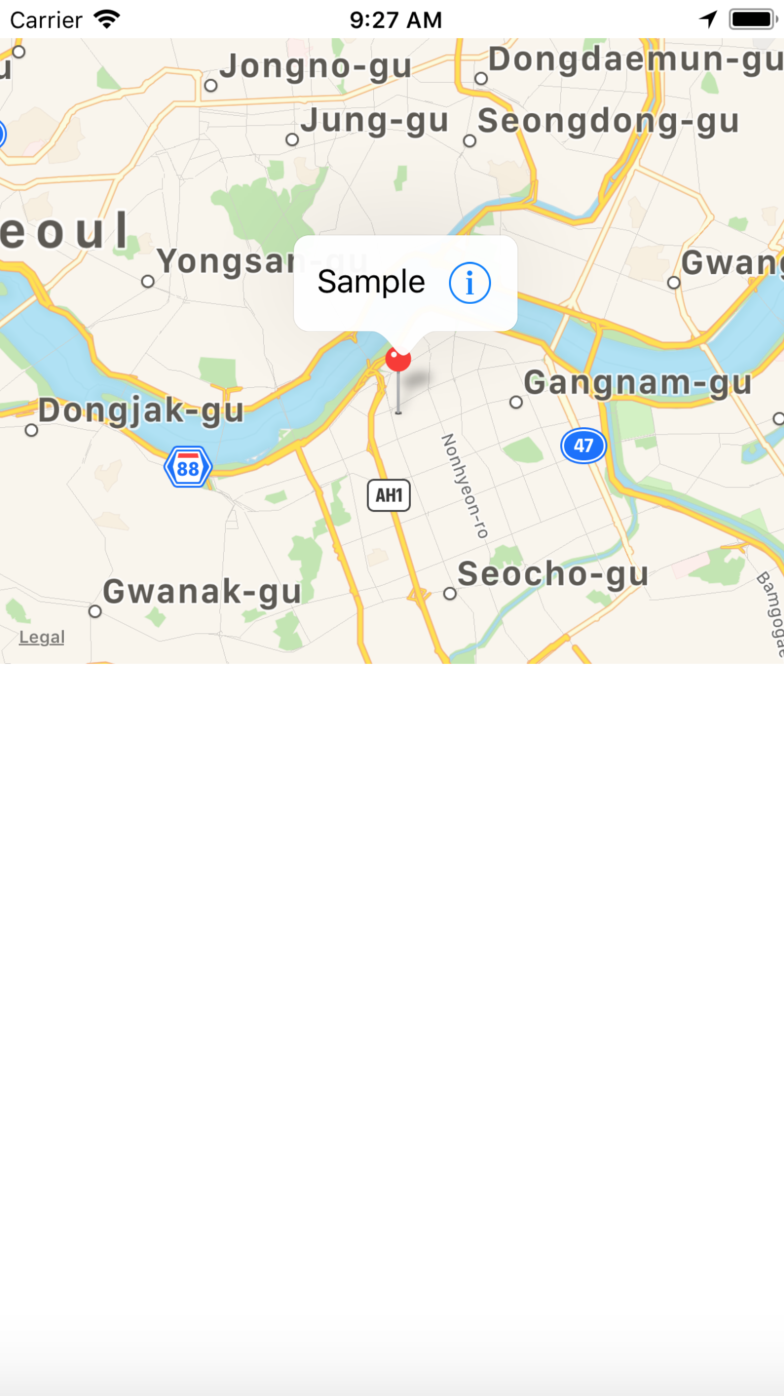 Carrier 9:27 AM
Jongno-gu
Dongdaemun-gu
Jung-gu
Seongdong-gu
eoul
Yongsan-gu
Gwang
Sample
i
Gangnam-gu
Dongjak-gu
47
88
Nonhyeon-ro
AH1
Seocho-gu
Gwanak-gu
Bamgogae
Legal